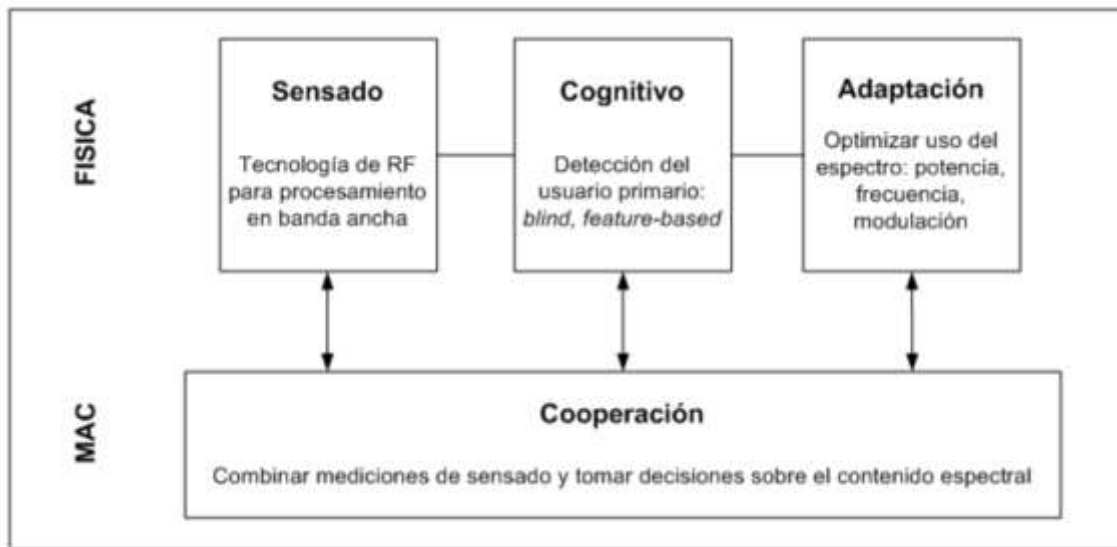 FISICA
Sensado
Tecnología de RF
para procesamiento
en banda ancha
Cognitivo
Detección del
usuario primario:
blind, feature-based
Adaptación
Optimizar uso del
espectro: potencia,
frecuencia,
modulación
MAC
Cooperación
Combinar mediciones de sensado y tomar decisiones sobre el contenido espectral